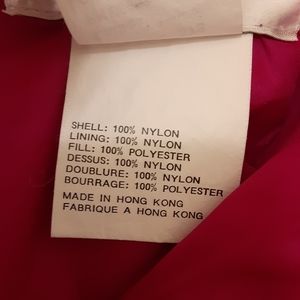 SHELL: 100% NYLON
LINING: 100% NYLON
FILL: 100% POLYESTER
DESSUS: 100% NYLON
DOUBLURE: 100% NYLON
BOURRAGE: 100% POLYESTER
MADE IN HONG KONG
FABRIQUE A HONG KONG